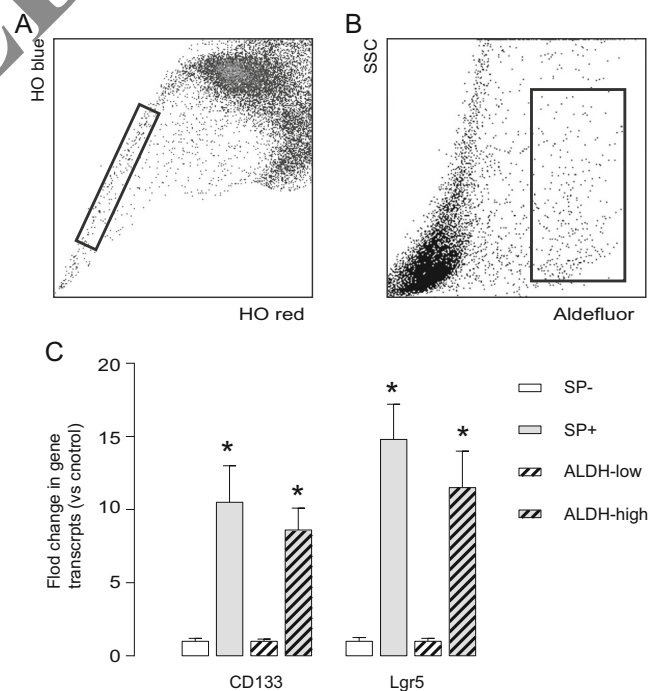 A
HO blue
HO red
B
SSC
Aldefluor
C
Flod change in gene
transcrpts (vs cnotrol)
20
15
10
5
0
*
*
*
*
CD133
Lgr5
SP-
SP+
ALDH-low
ALDH-high